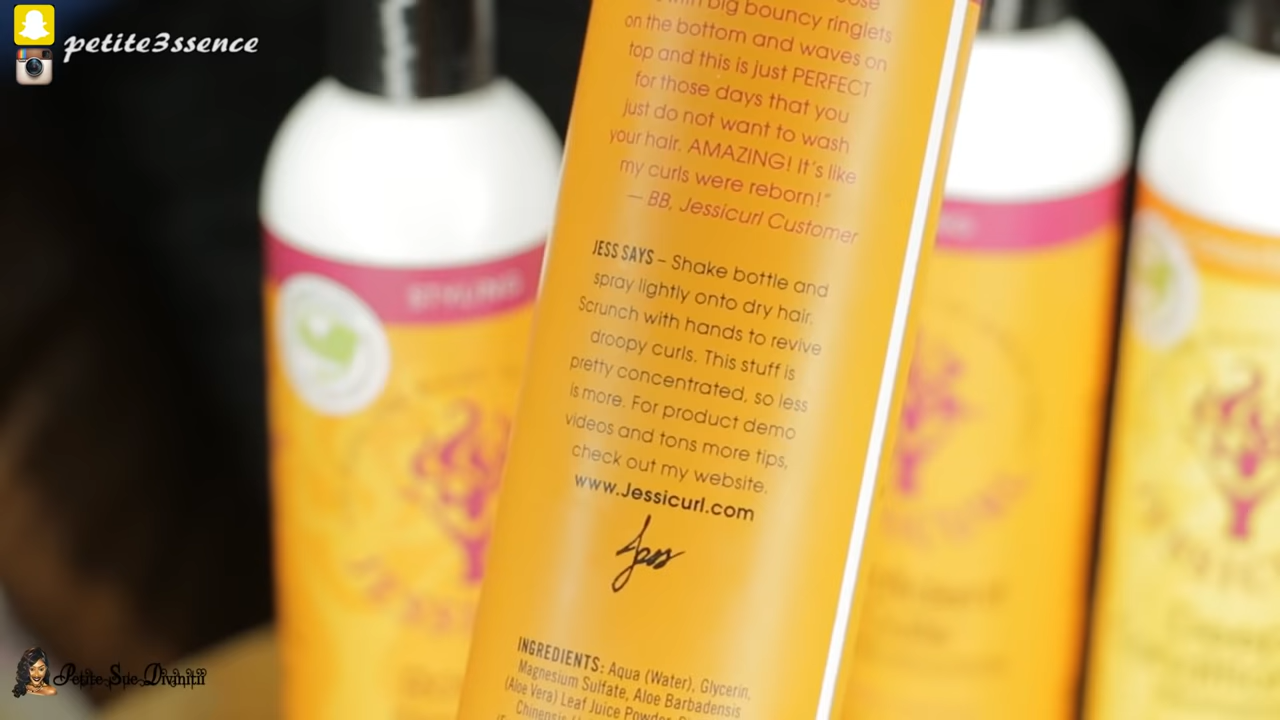 petite3ssence
big bouncy ringlets
on the bottom and waves on
top and this is just PERFECT
for those days that you
just do not want to wash
your hair. AMAZING! It's like
my curls were reborn!"
— BB, Jessicurl Customer
JESS SAYS – Shake bottle and
spray lightly onto dry hair.
Scrunch with hands to revive
droopy curls. This stuff is
pretty concentrated, so less
is more. For product demo
videos and tons more tips,
check out my website.
www.Jessicurl.com
Jess
INGREDIENTS: Aqua (Water), Glycerin,
Magnesium Sulfate, Aloe Barbadensis
(Aloe Vera) Leaf Juice Powder,
STYLING
Petite Sue Divinitii